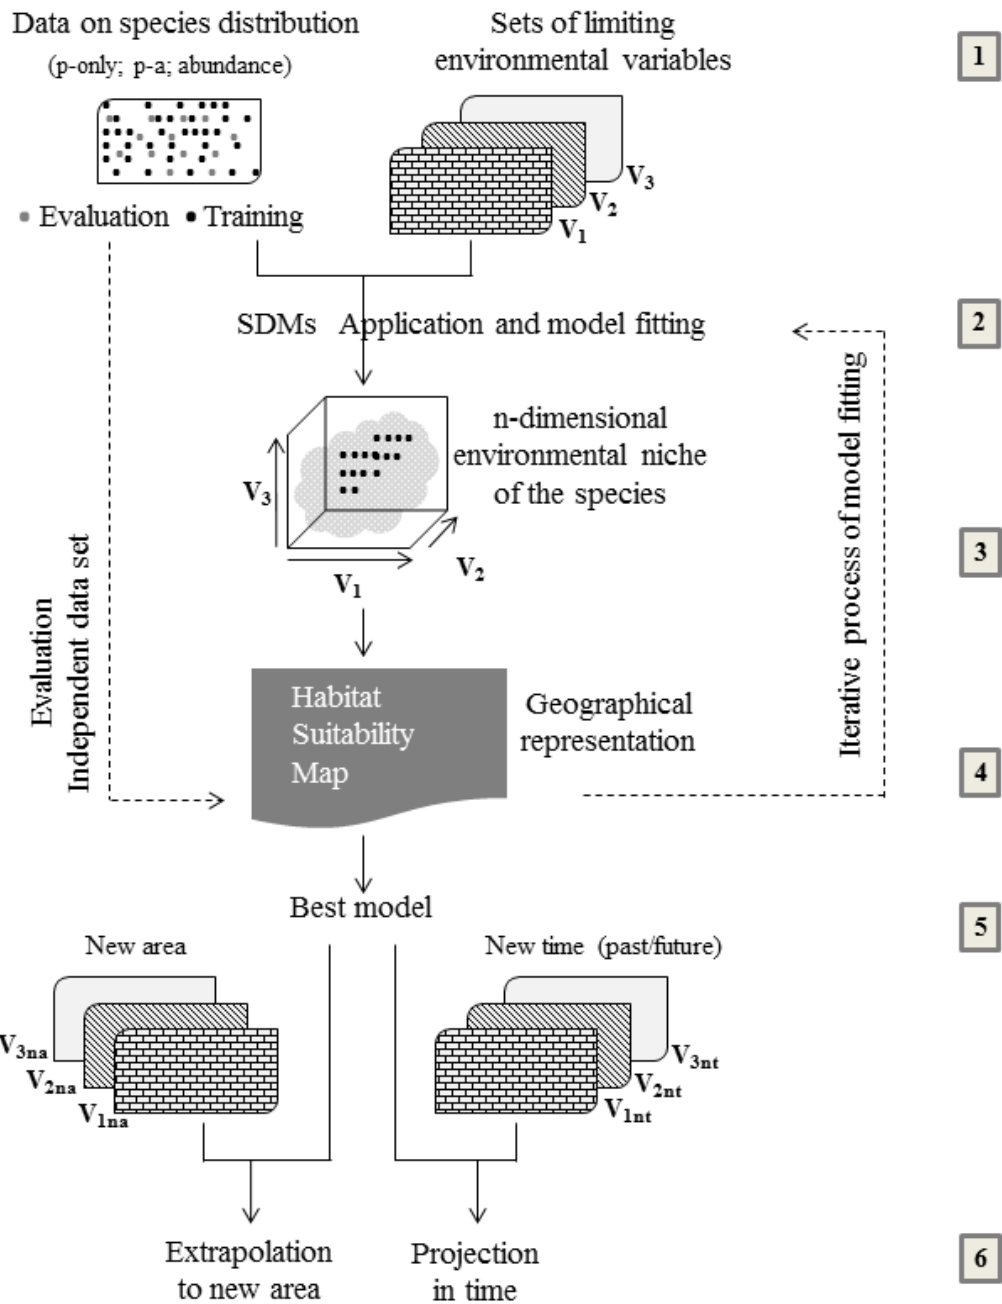 Data on species distribution
(p-only; p-a; abundance)
Sets of limiting
environmental variables
1
V3
V2
V1
Evaluation
Training
SDMs Application and model fitting
2
n-dimensional
environmental niche
of the species
V3
V2
V1
3
Evaluation
Independent data set
Iterative process of model fitting
Habitat
Suitability
Map
Geographical
representation
4
Best model
5
New area
New time (past/future)
V3na
V2na
V1na
V3nt
V2nt
V1nt
Extrapolation
to new area
Projection
in time
6